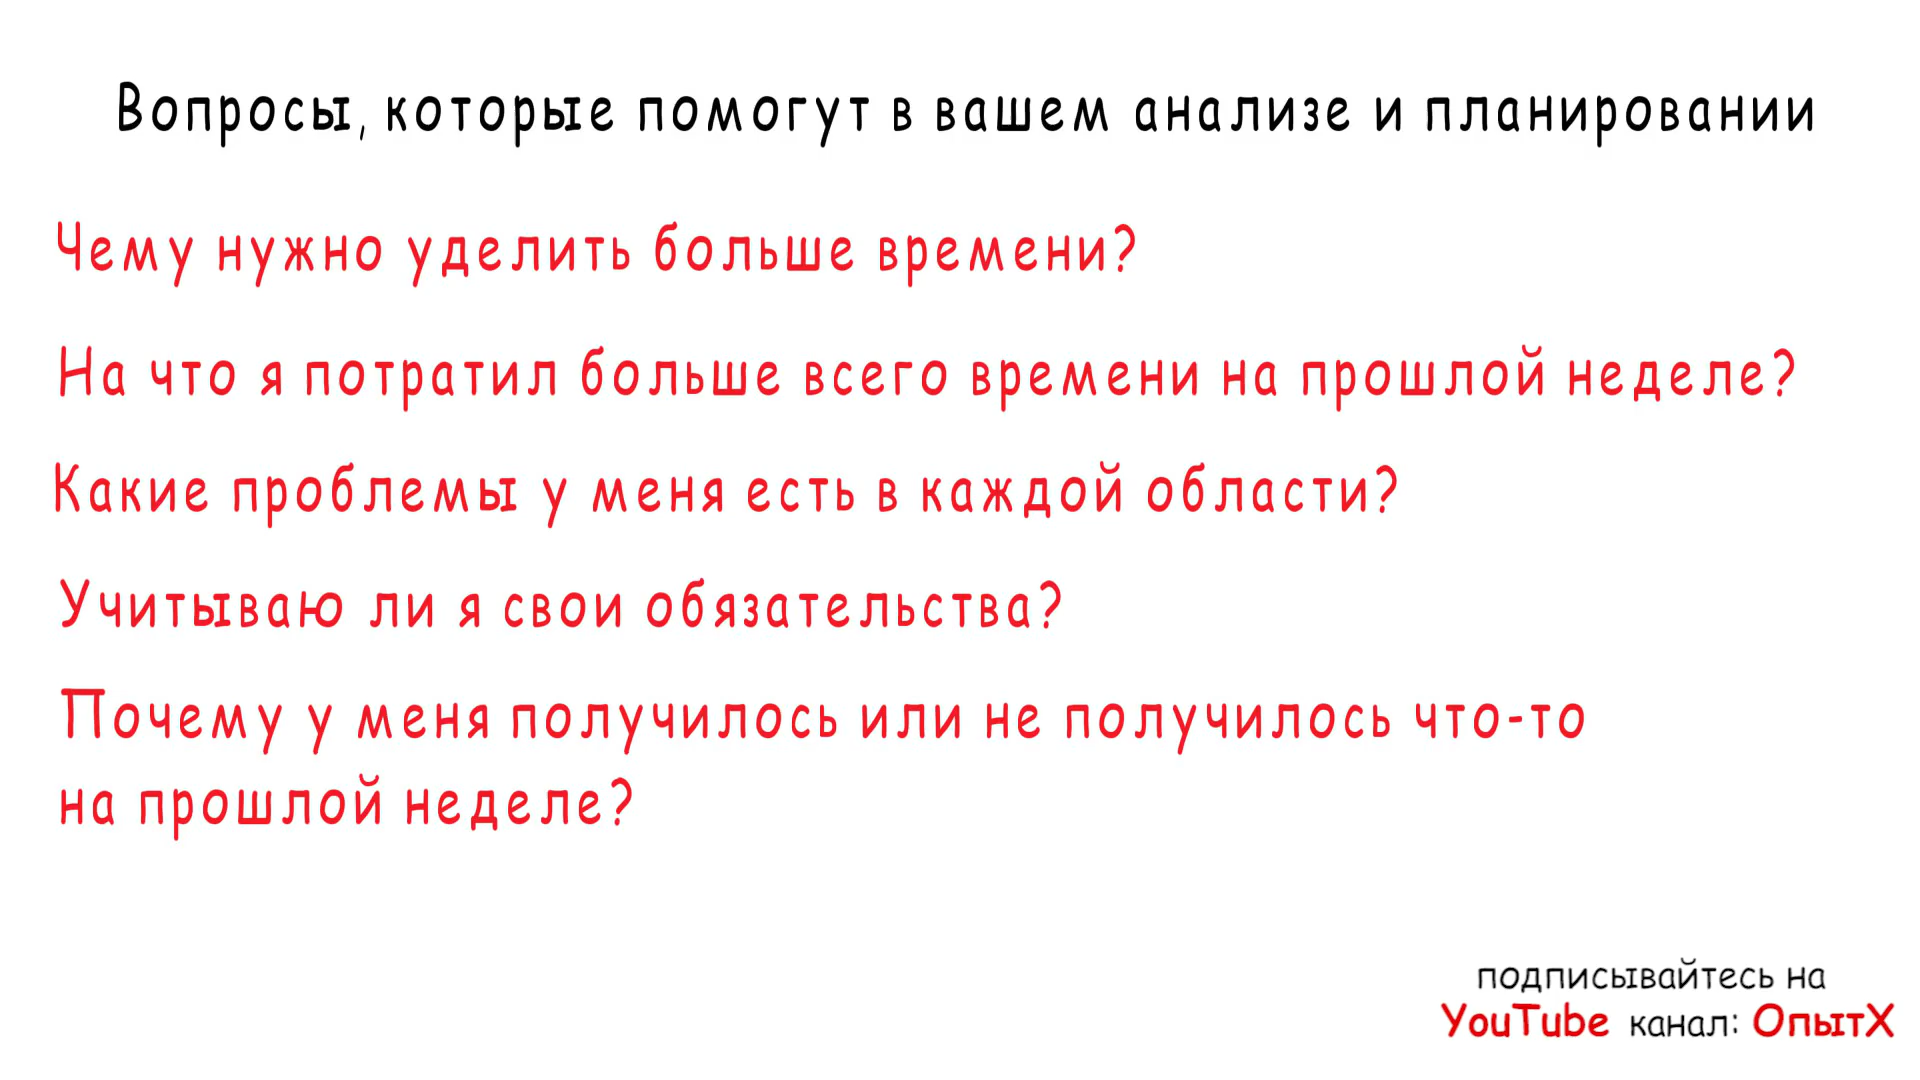 Вопросы, которые помогут в вашем анализе и планировании
Чему нужно уделить больше времени?
На что я потратил больше всего времени на прошлой неделе?
Какие проблемы у меня есть в каждой области?
Учитываю ли я свои обязательства?
Почему у меня получилось или не получилось что-то
на прошлой неделе?
подписывайтесь на
YouTube канал: ОпытХ